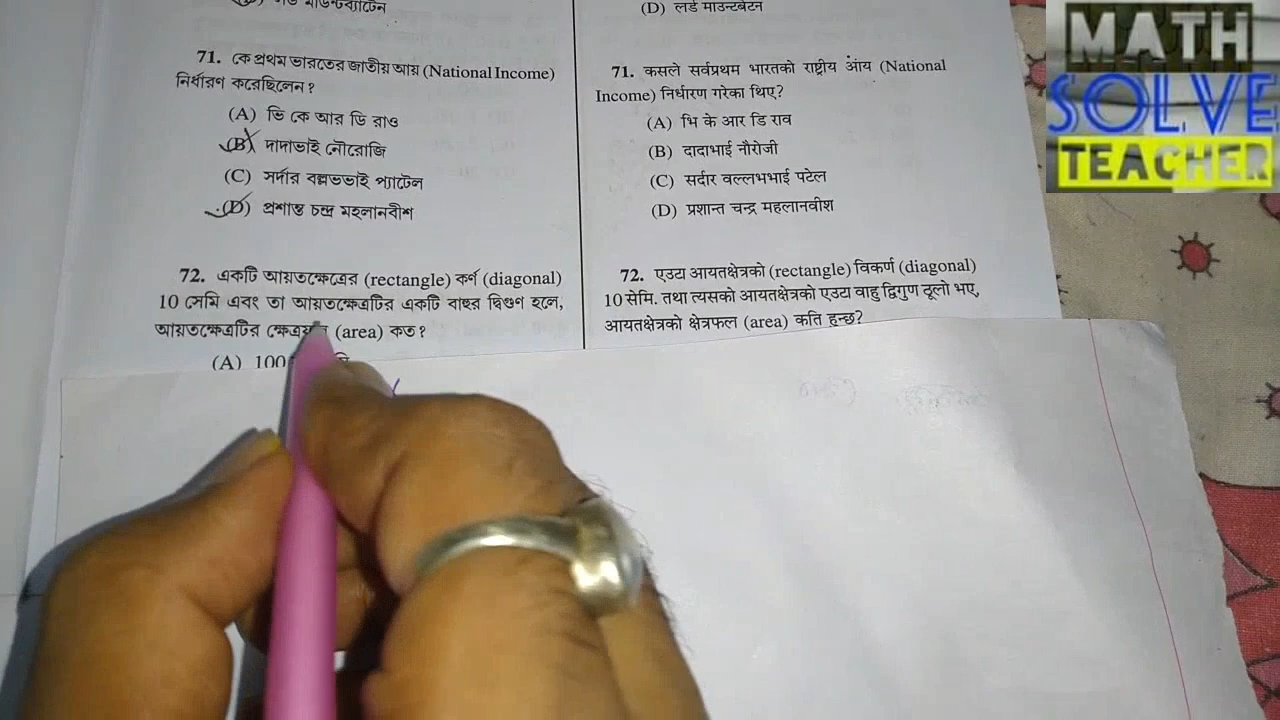 (D) लर्ड माउन्टबेटन
71. কে প্রথম ভারতের জাতীয় আয় (National Income)
নির্ধারণ করেছিলেন ?
(A) ভি কে আর ভি রাও
(B) দাদাভাই নৌরোজি
(C) সর্দার বল্লভভাই প্যাটেল
(D) প্রশান্ত চন্দ্র মহলানবীশ
72. একটি আয়তক্ষেত্রের (rectangle) কর্ণ (diagonal)
10 সেমি এবং তা আয়তক্ষেত্রটির একটি বাহুর দ্বিগুণ হলে,
আয়তক্ষেত্রটির (area) কত ?
(A) 100
71. कसले सर्वप्रथम भारतको राष्ट्रीय आय (National
Income) निर्धारण गरेका थिए?
(A) भि के आर डि राव
(B) दादाभाई नौरोजी
(C) सर्दार वल्लभभाई पटेल
(D) प्रशान्त चन्द्र महलानवीश
72. एउटा आयतक्षेत्रको (rectangle) विकर्ण (diagonal)
10 सेमि. तथा त्यसको आयतक्षेत्रको एउटा वाहु द्विगुण ठूलो भए,
आयतक्षेत्रको क्षेत्रफल (area) कति हुन्छ?
MATH
SOLVE
TEACHER